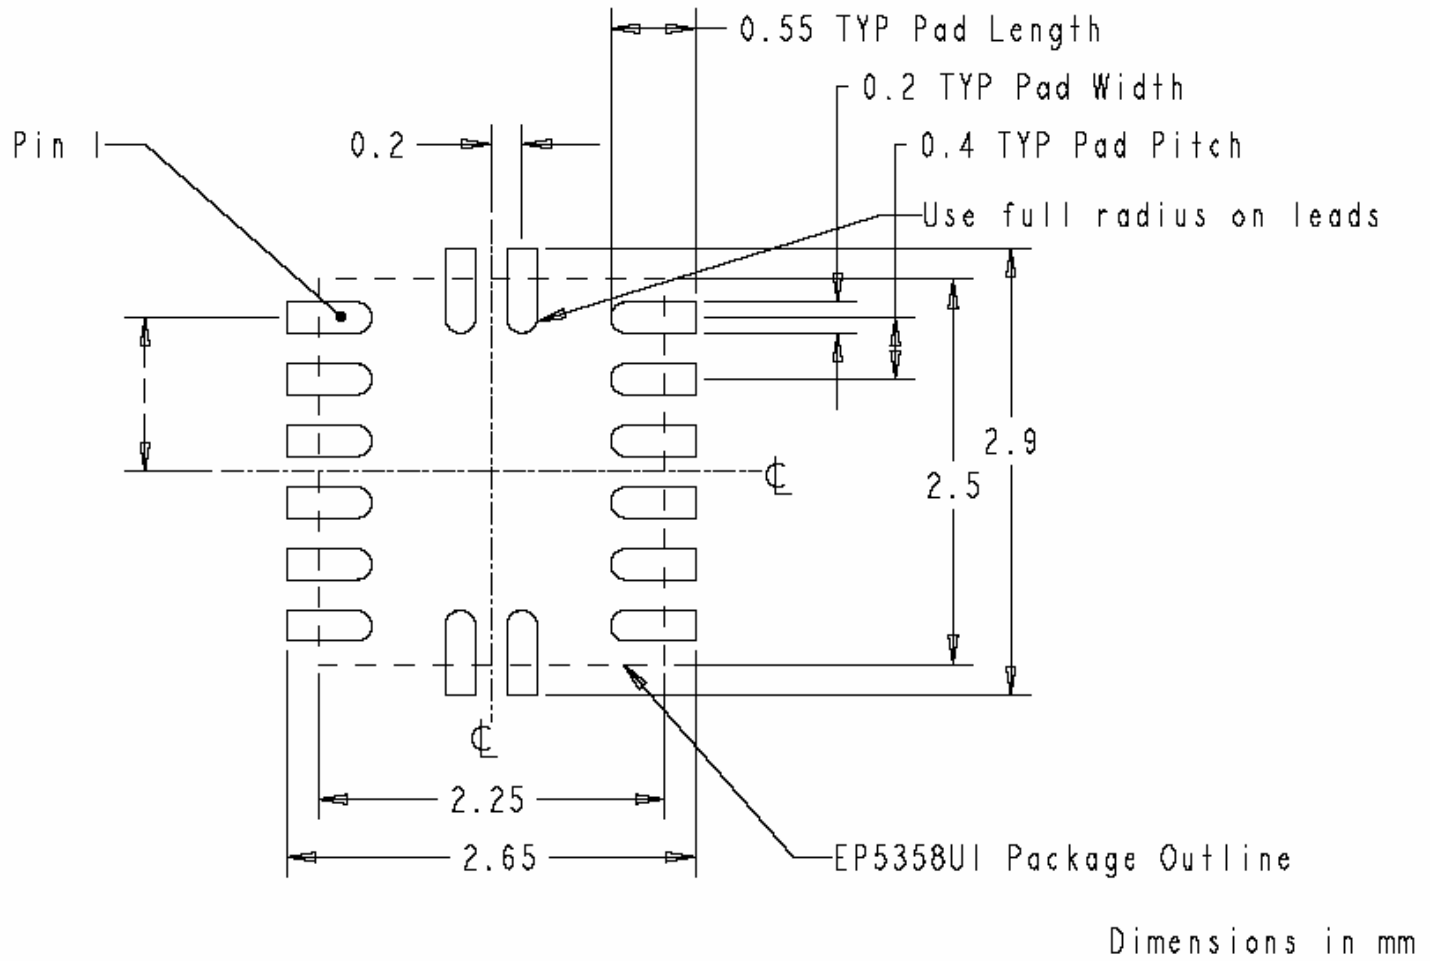 0.55 TYP Pad Length
0.2 TYP Pad Width
Pin 1
0.2
0.4 TYP Pad Pitch
Use full radius on leads
2.9
2.5
℄
℄
2.25
2.65
EP5358UI Package Outline
Dimensions in mm